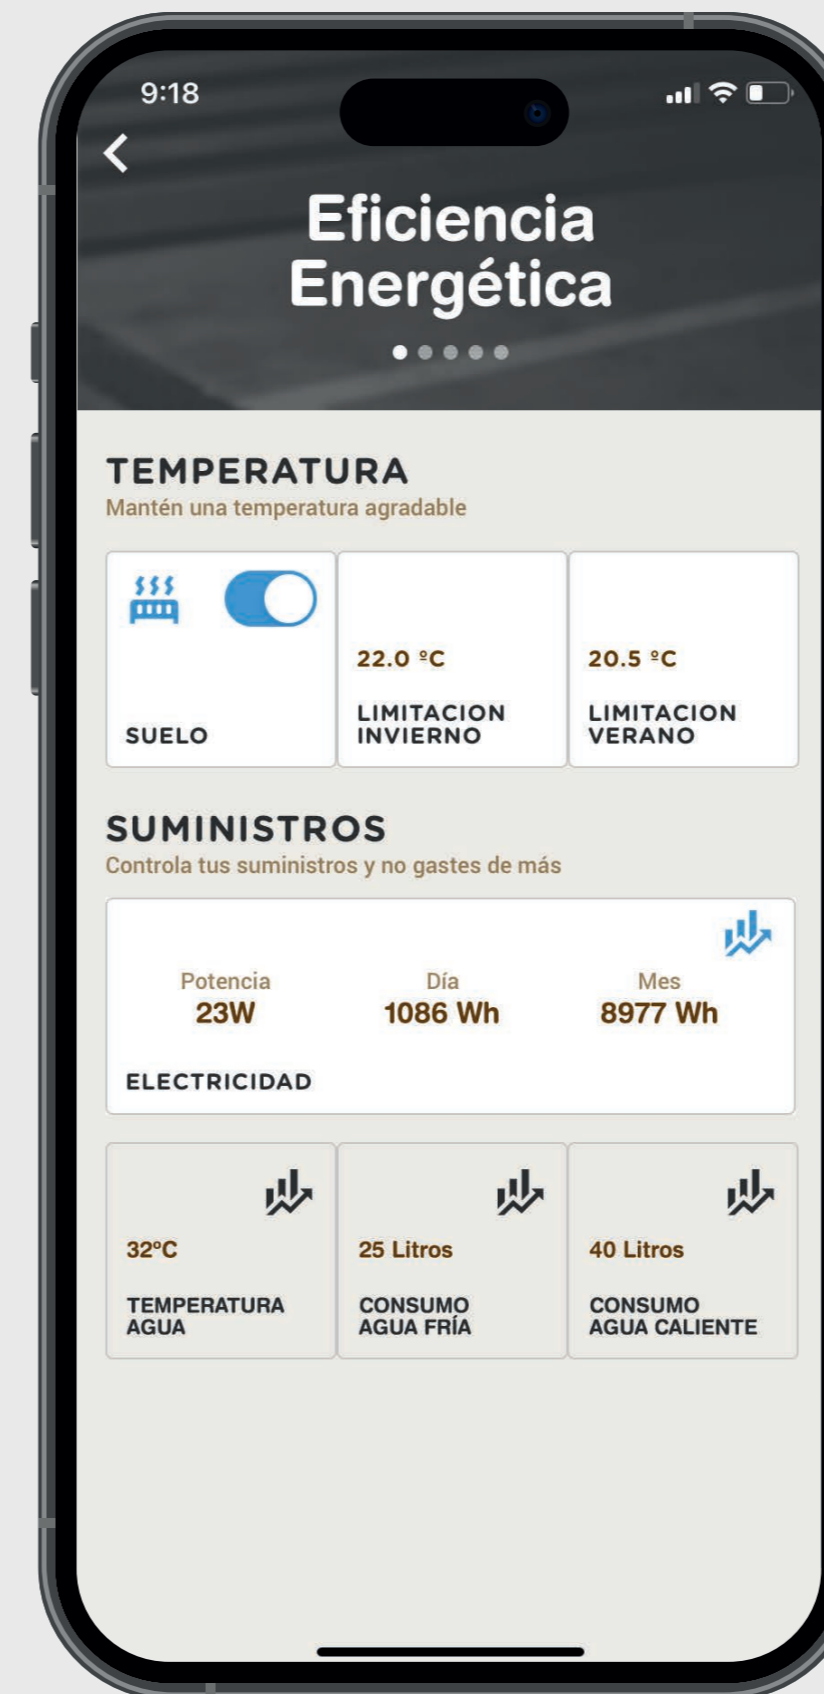 9:18
Eficiencia
Energética
TEMPERATURA
Mantén una temperatura agradable
SUELO
22.0 ºC
LIMITACION
INVIERNO
20.5 ºC
LIMITACION
VERANO
SUMINISTROS
Controla tus suministros y no gastes de más
Potencia
23W
Día
1086 Wh
Mes
8977 Wh
ELECTRICIDAD
32ºC
TEMPERATURA
AGUA
25 Litros
CONSUMO
AGUA FRÍA
40 Litros
CONSUMO
AGUA CALIENTE